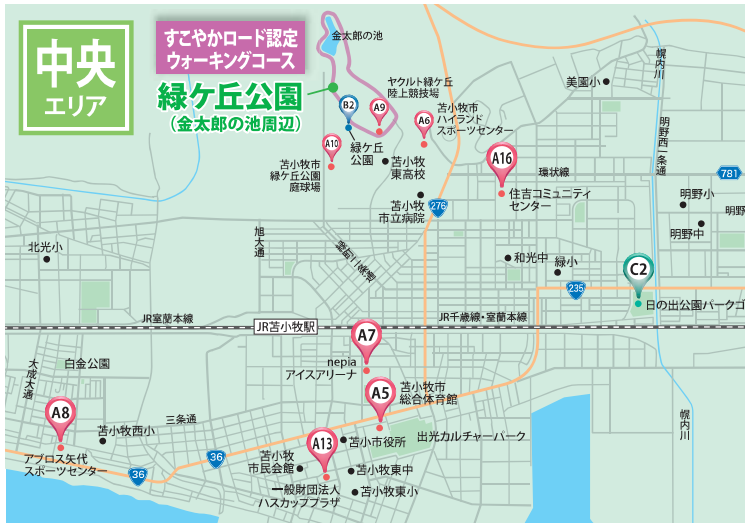 中央
エリア
すこやかロード認定
ウォーキングコース
緑ケ丘公園
(金太郎の池周辺)
金太郎の池
ヤクルト緑ケ丘
陸上競技場
B2
A9
A6
苫小牧市
ハイランド
スポーツセンター
A10
緑ケ丘
公園
苫小牧市
緑ケ丘公園
庭球場
苫小牧
東高校
苫小牧
市立病院
276
美園小
幌内川
明野西一条通
A16
環状線
781
住吉コミュニティ
センター
明野小
明野
明野中
北光小
旭大通
和光中
緑小
C2
235
日の出公園パークゴ
JR室蘭本線
JR苫小牧駅
JR千歳線・室蘭本線
A7
nepia
アイスアリーナ
大成大通
白金公園
A8
三条通
苫小牧西小
アブロス矢代
スポーツセンター
36
36
A5
苫小牧市
総合体育館
A13
苫小市役所
出光カルチャーパーク
苫小牧
市民会館
苫小牧東中
一般財団法人
ハスカッププラザ
苫小牧東小
幌内川